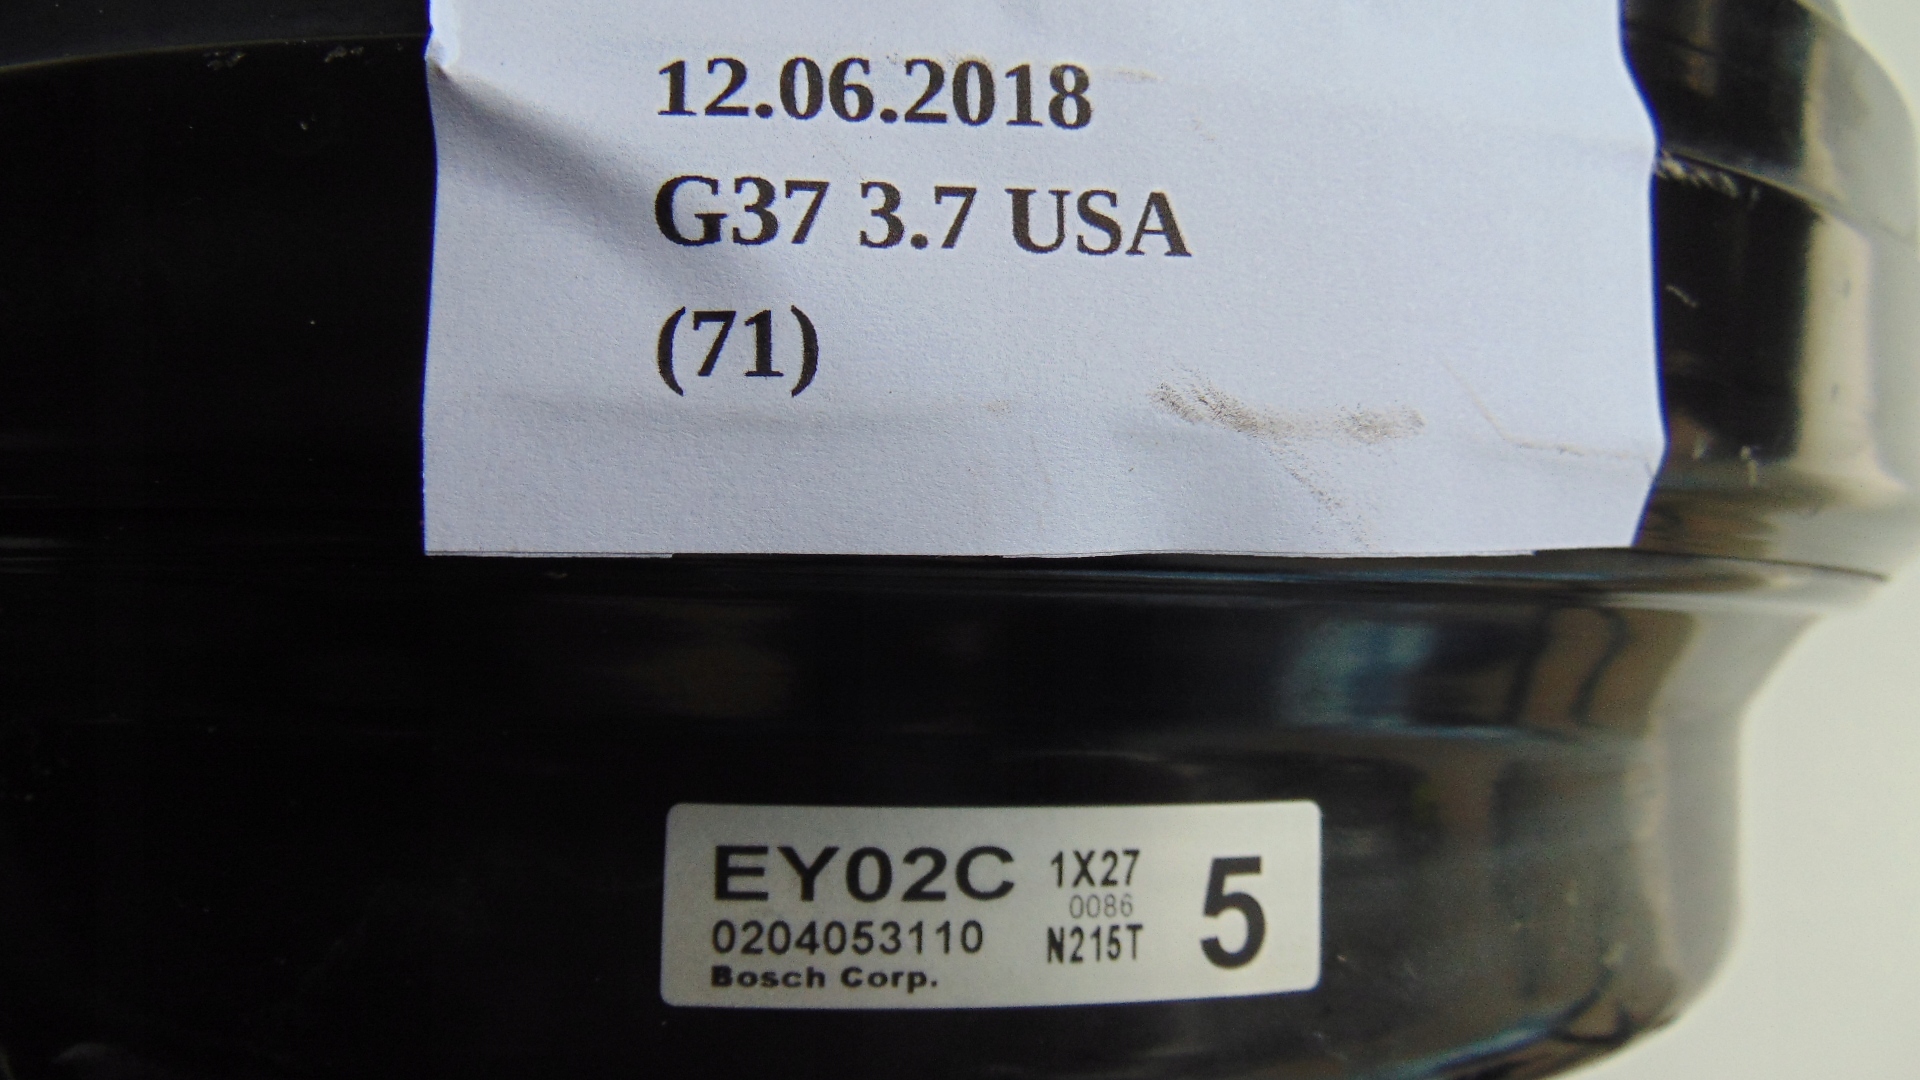 12.06.2018
G37 3.7 USA
(71)
EY02C 1X27 5
0086
0204053110 N215T
Bosch Corp.